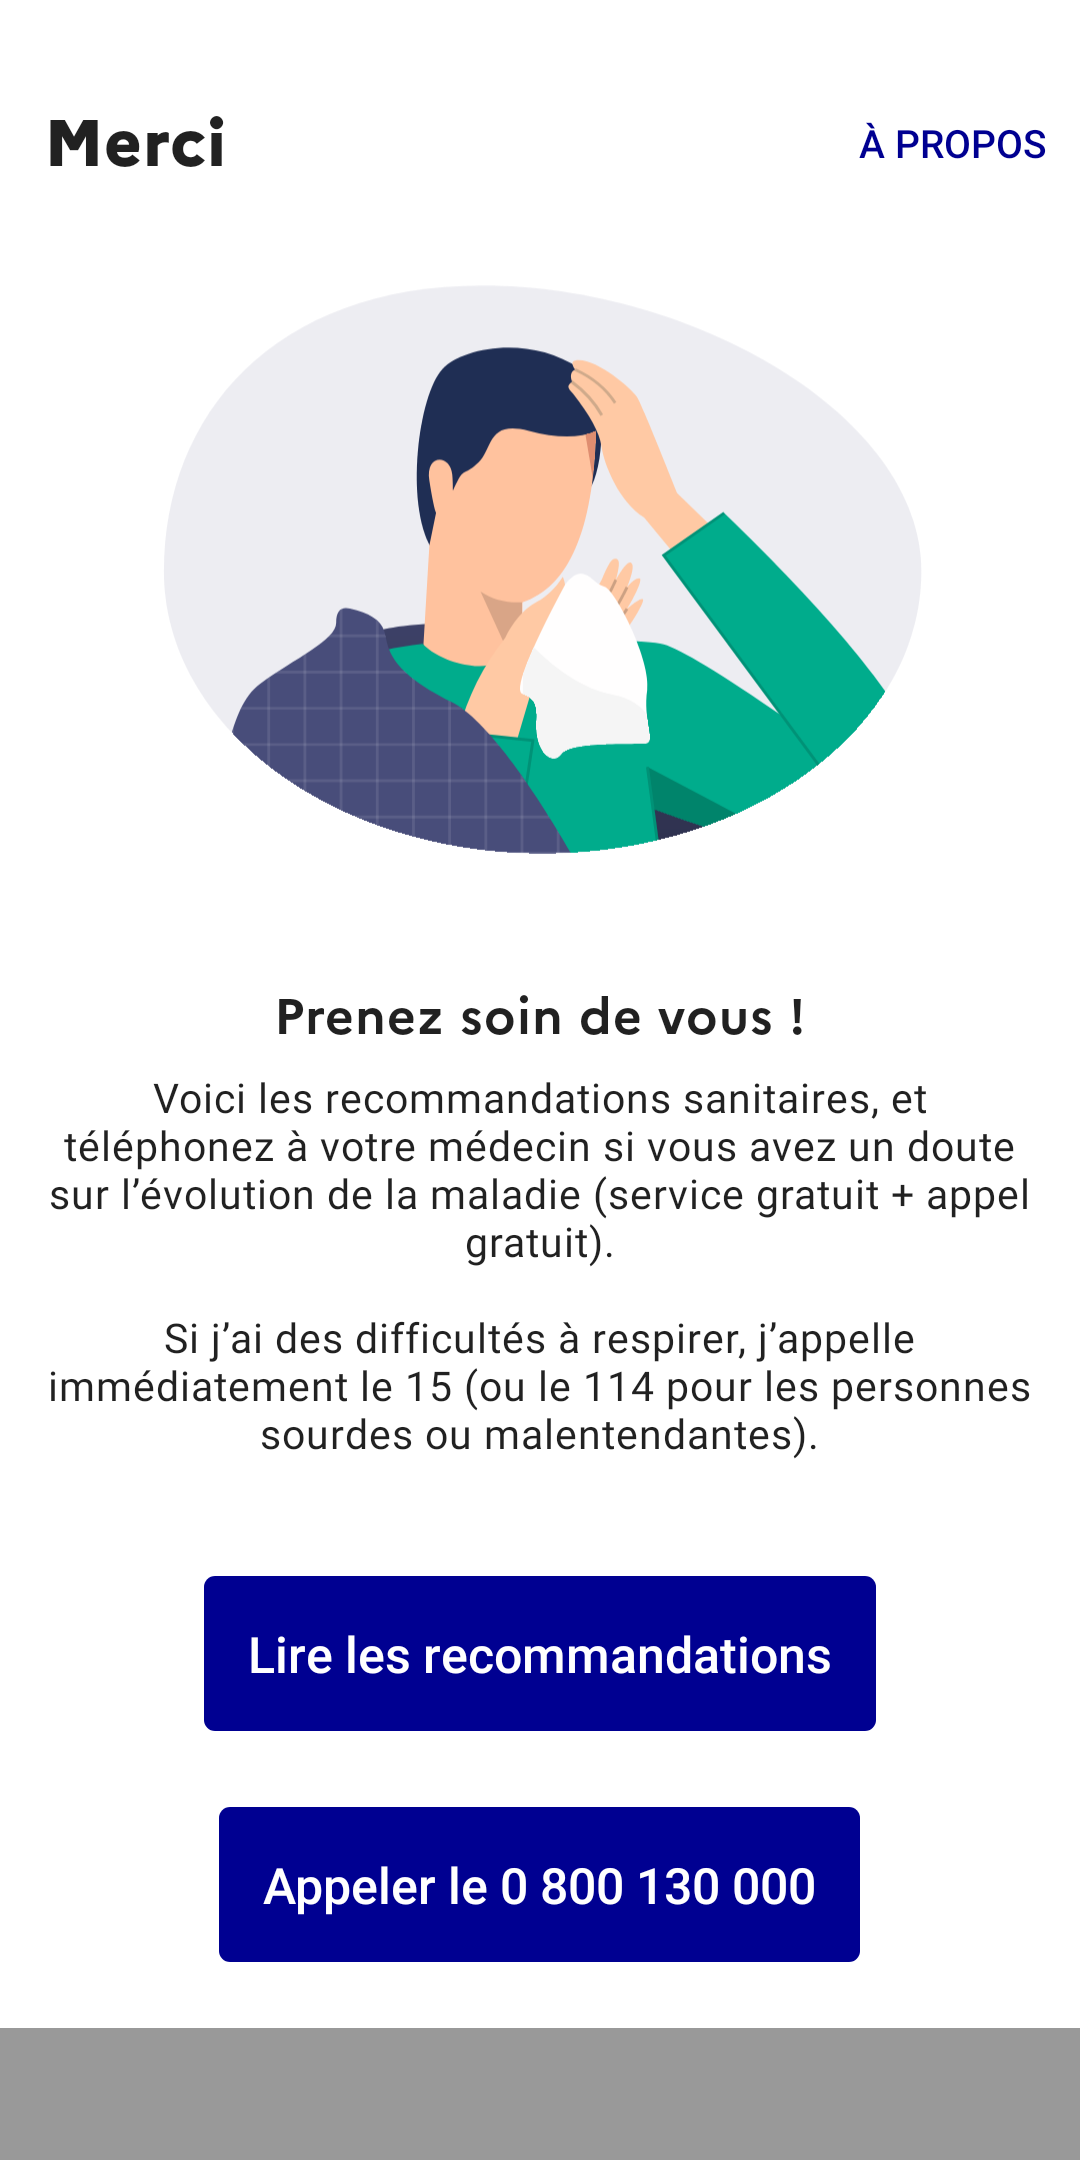 Merci
À PROPOS
Prenez soin de vous !
Voici les recommandations sanitaires, et
téléphonez à votre médecin si vous avez un doute
sur l’évolution de la maladie (service gratuit + appel
gratuit).
Si j’ai des difficultés à respirer, j’appelle
immédiatement le 15 (ou le 114 pour les personnes
sourdes ou malentendantes).
Lire les recommandations
Appeler le 0 800 130 000